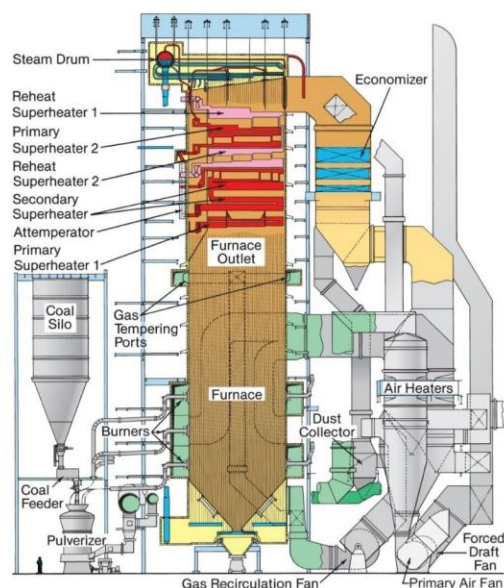 Steam Drum
Reheat
Superheater 1
Primary
Superheater 2
Reheat
Superheater 2
Secondary
Superheater
Attemperator
Primary
Superheater 1
Economizer
Furnace
Outlet
Gas
Tempering
Ports
Coal
Silo
Furnace
Air Heaters
Burners
Dust
Collector
Coal
Feeder
Pulverizer
Forced
Draft
Fan
Gas Recirculation Fan
Primary Air Fan